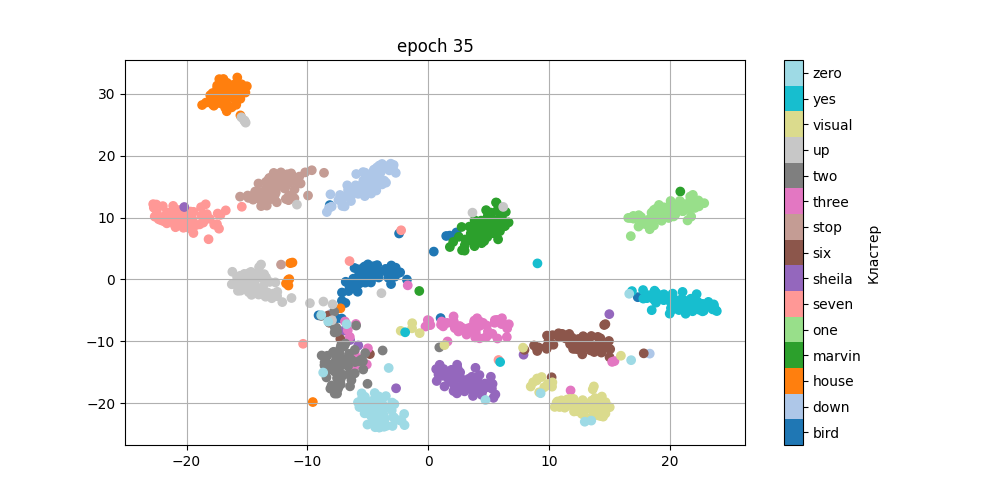 epoch 35
30
20
10
0
−10
−20
−20
−10
0
10
20
zero
yes
visual
up
two
three
stop
six
sheila
seven
one
marvin
house
down
bird
Кластер